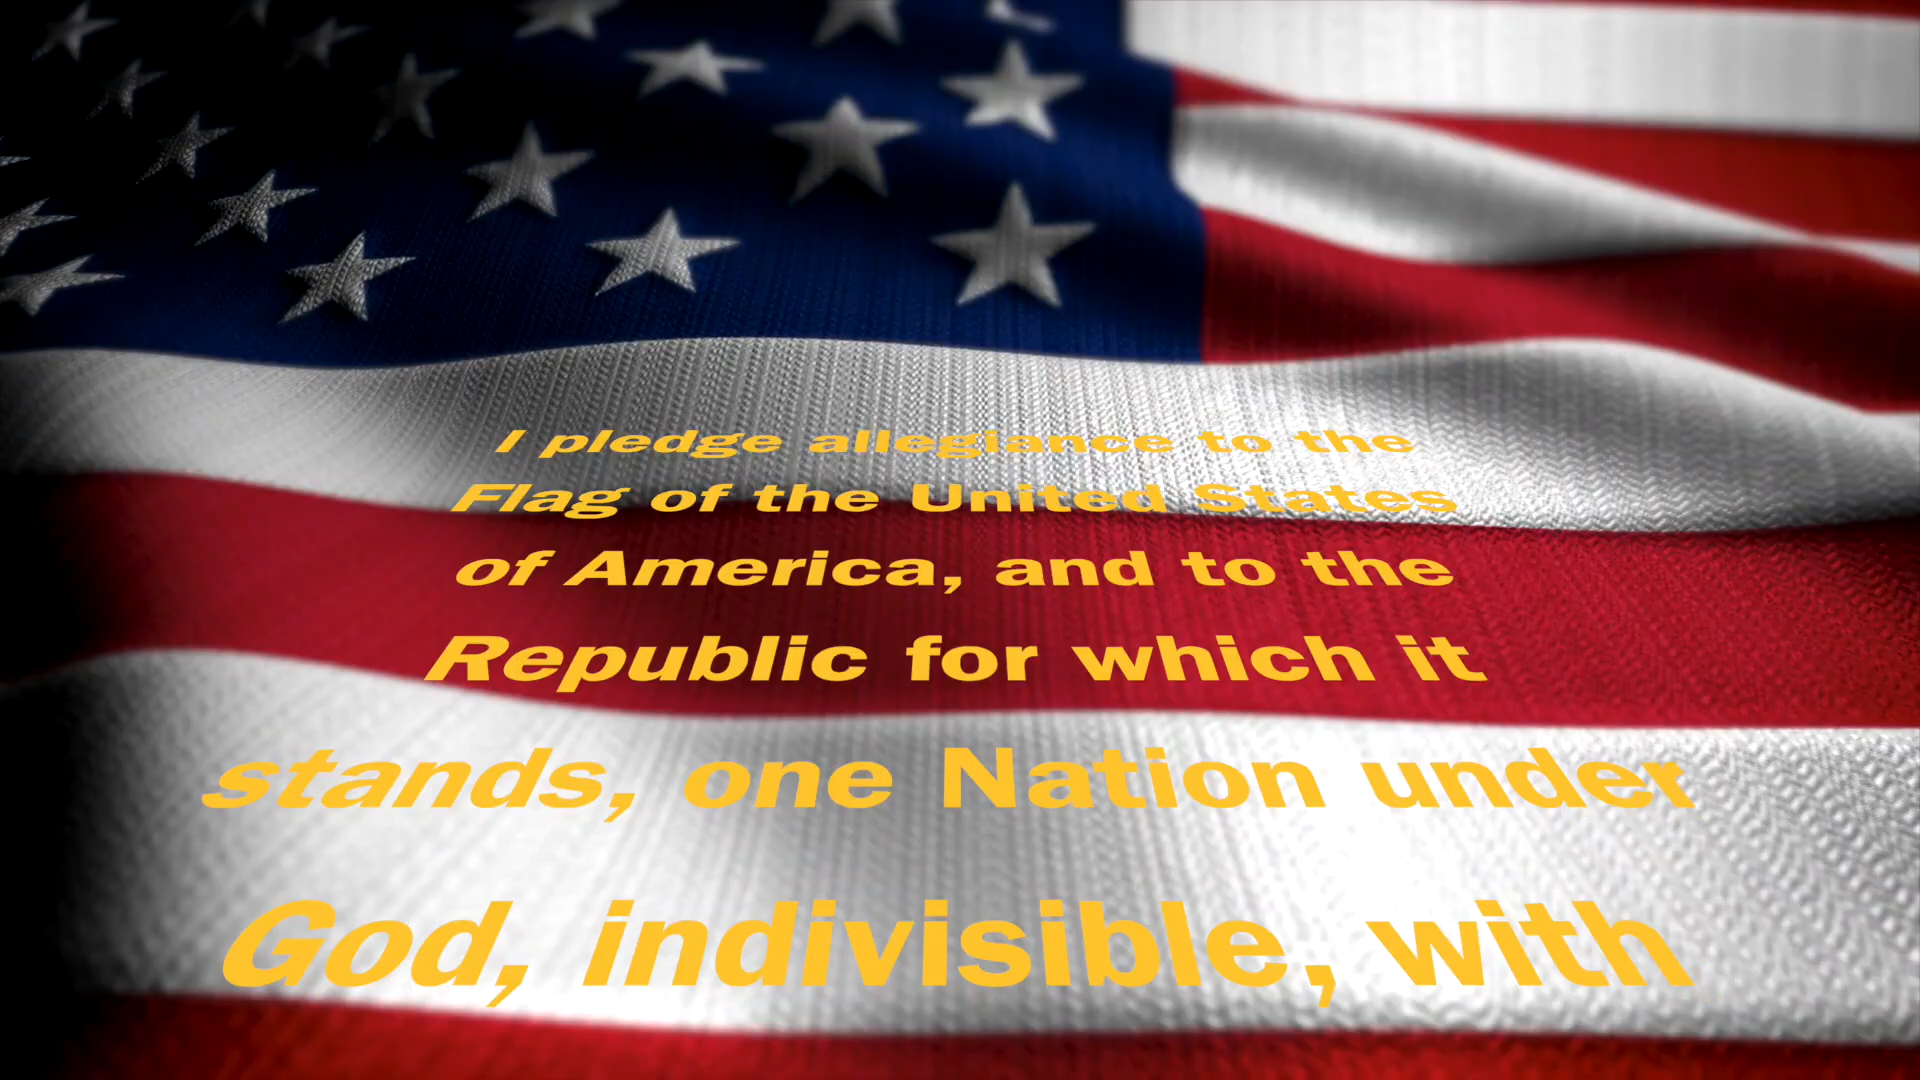 I pledge allegiance to the
Flag of the United States
of America, and to the
Republic for which it
stands, one Nation under
God, indivisible, with